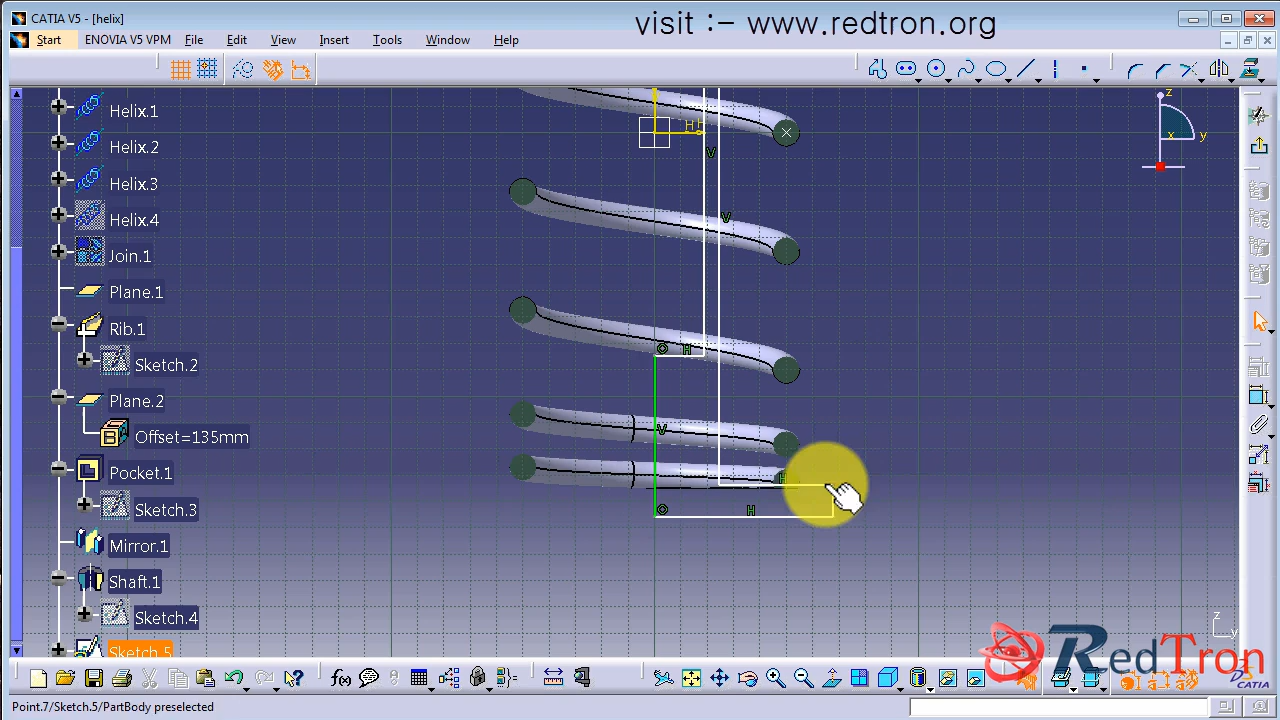 CATIA V5 - [helix]
visit :- www.redtron.org
Start ENOVIA V5 VPM File Edit View Insert Tools Window Help
Helix.1
Helix.2
Helix.3
Helix.4
Join.1
Plane.1
Rib.1
Sketch.2
Plane.2
Offset=135mm
Pocket.1
Sketch.3
Mirror.1
Shaft.1
Sketch.4
Sketch.5
H H
V
V
H
V
H
H
z
x y
z
y
f(x)
RedTron
CATIA
Point.7/Sketch.5/PartBody preselected